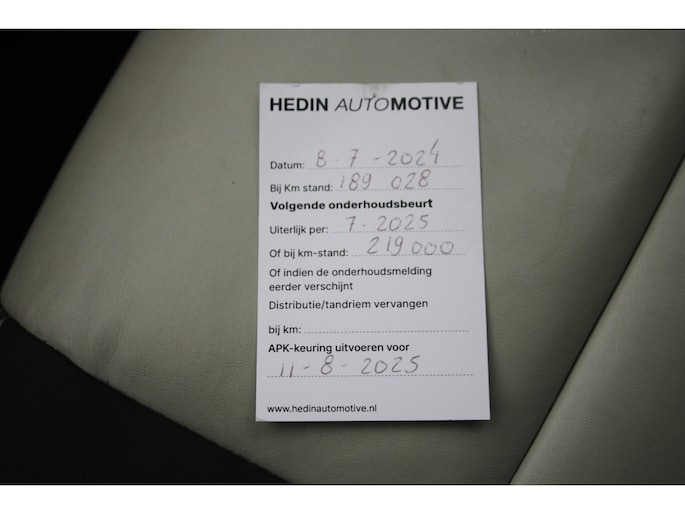 HEDIN AUTOMOTIVE
Datum: 8-7-2024
Bij Km stand: 189 028
Volgende onderhoudsbeurt
Uiterlijk per: 7-2025
Of bij km-stand: 219000
Of indien de onderhoudsmelding
eerder verschijnt
Distributie/tandriem vervangen
bij km:
APK-keuring uitvoeren voor
11-8-2025
www.hedinautomotive.nl